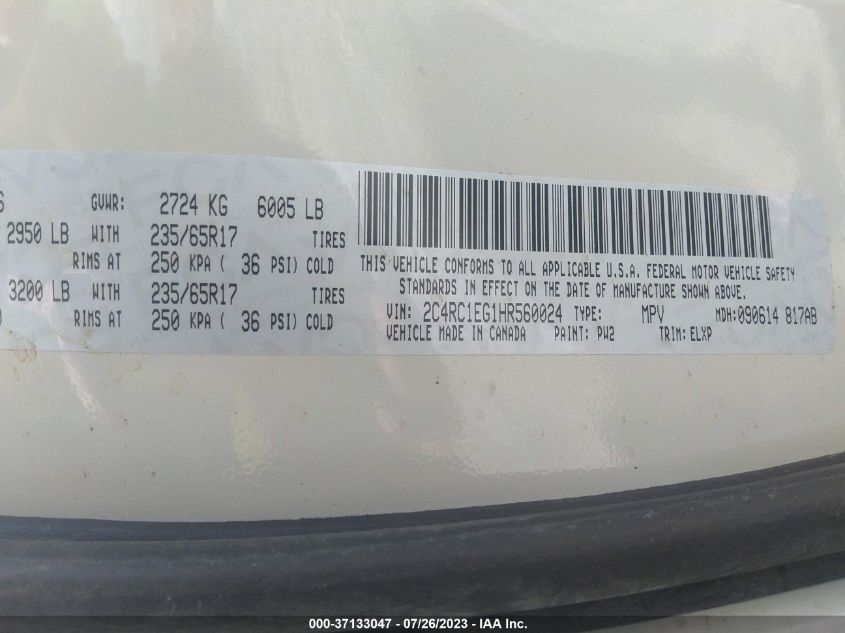 GVWR: 2724 KG 6005 LB
2950 LB WITH 235/65R17 TIRES
RIMS AT 250 KPA ( 36 PSI) COLD
3200 LB WITH 235/65R17 TIRES
RIMS AT 250 KPA ( 36 PSI) COLD
THIS VEHICLE CONFORMS TO ALL APPLICABLE U.S.A. FEDERAL MOTOR VEHICLE SAFETY
STANDARDS IN EFFECT ON THE DATE OF MANUFACTURE SHOWN ABOVE.
VIN: 2C4RC1EG1HR560024 TYPE: MPV MDH:090614 817AB
VEHICLE MADE IN CANADA PAINT: PW2 TRIM: ELXP
000-37133047 - 07/26/2023 - IAA Inc.